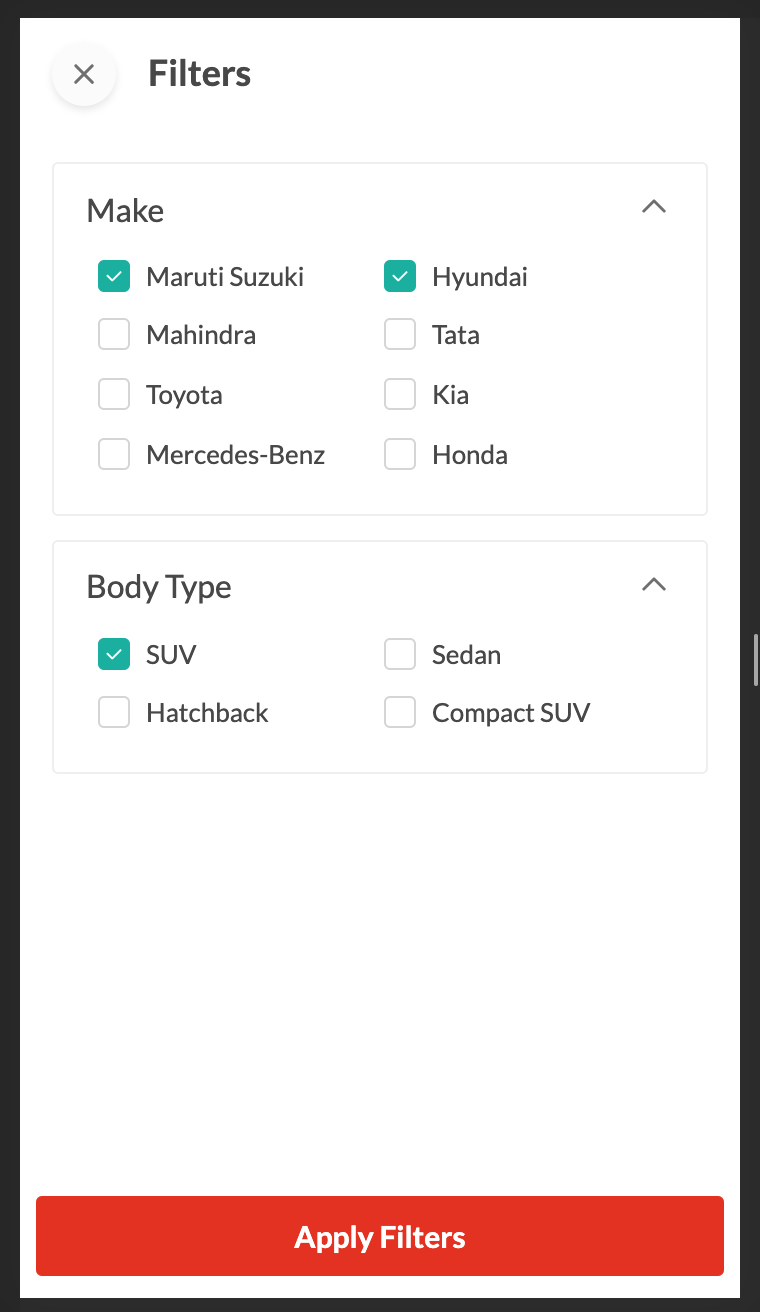 Filters
Make
Maruti Suzuki Hyundai
Mahindra Tata
Toyota Kia
Mercedes-Benz Honda
Body Type
SUV Sedan
Hatchback Compact SUV
Apply Filters